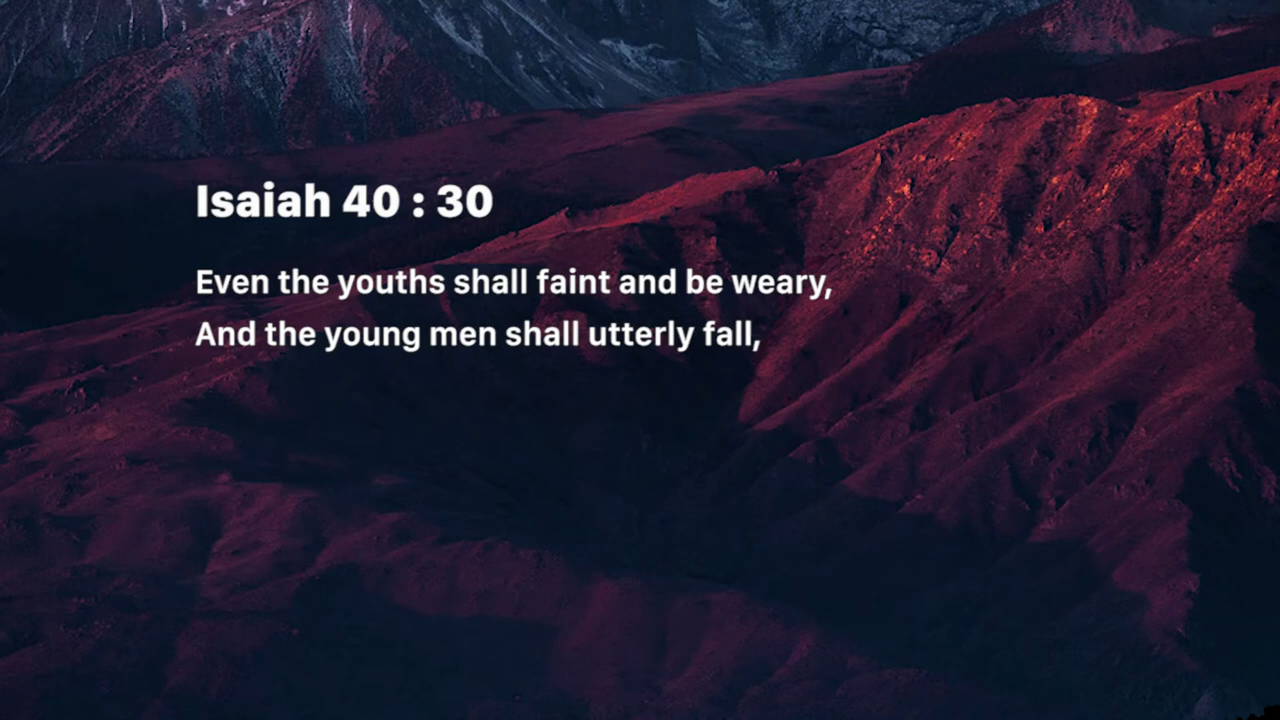 Isaiah 40 : 30
Even the youths shall faint and be weary,
And the young men shall utterly fall,